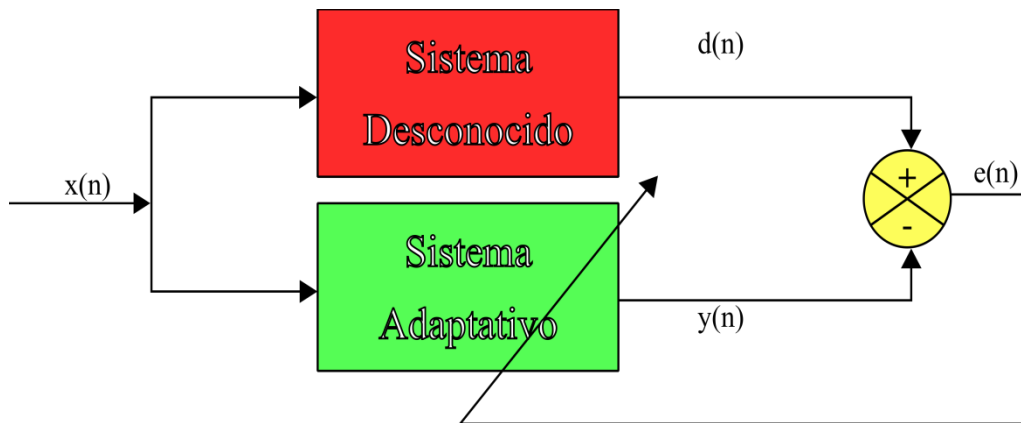 Sistema
Desconocido
d(n)
x(n)
+
-
e(n)
Sistema
Adaptativo
y(n)